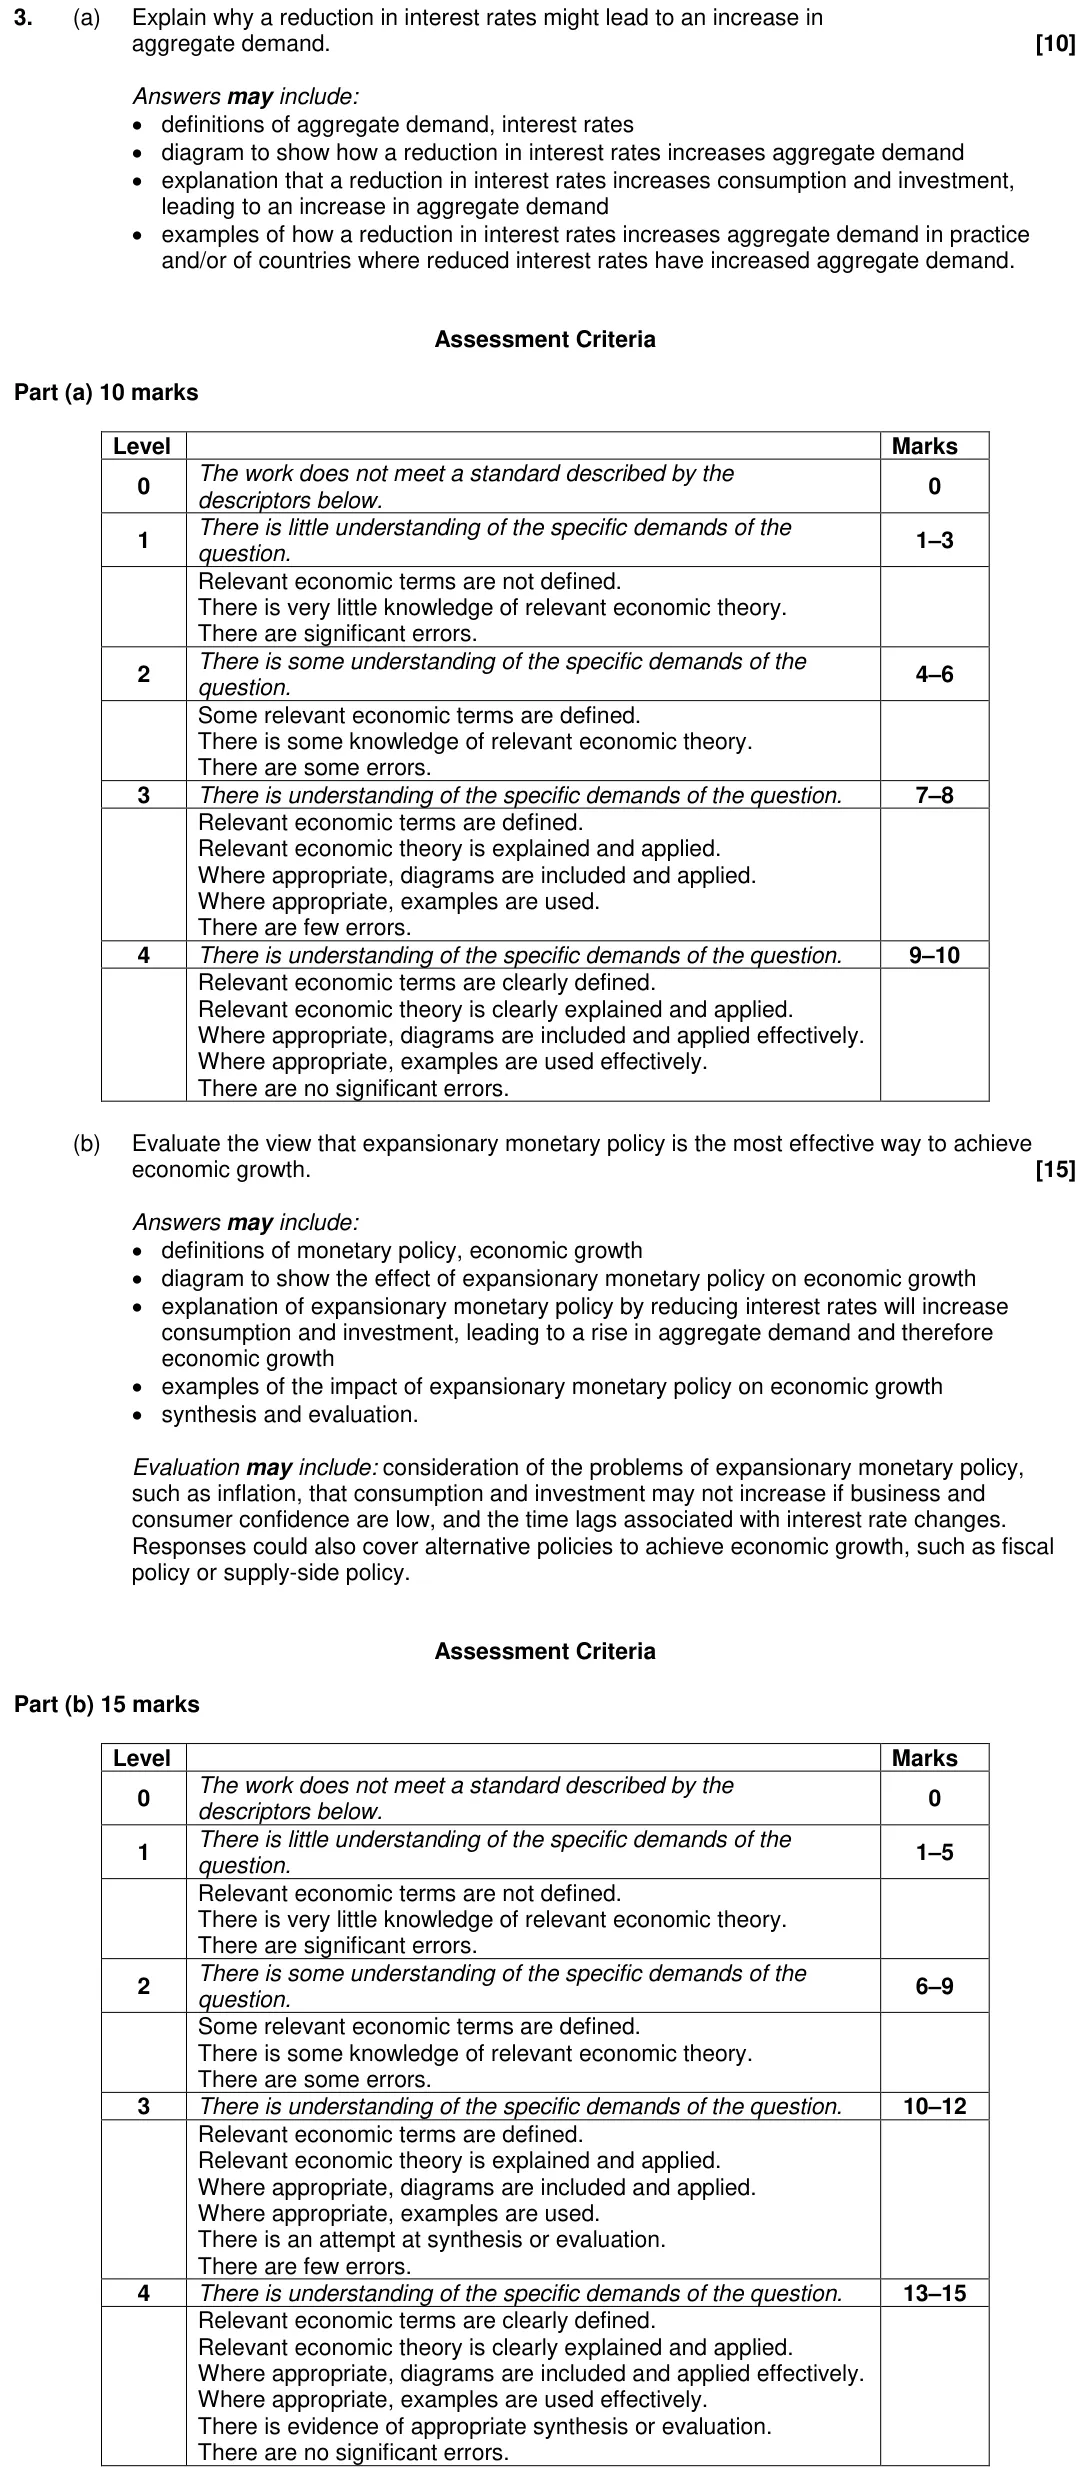 3. (a) Explain why a reduction in interest rates might lead to an increase in
aggregate demand. [10]
Answers may include:
• definitions of aggregate demand, interest rates
• diagram to show how a reduction in interest rates increases aggregate demand
• explanation that a reduction in interest rates increases consumption and investment,
leading to an increase in aggregate demand
• examples of how a reduction in interest rates increases aggregate demand in practice
and/or of countries where reduced interest rates have increased aggregate demand.
Assessment Criteria
Part (a) 10 marks
Level Marks
0 The work does not meet a standard described by the
descriptors below. 0
1 There is little understanding of the specific demands of the
question. 1–3
Relevant economic terms are not defined.
There is very little knowledge of relevant economic theory.
There are significant errors.
2 There is some understanding of the specific demands of the
question. 4–6
Some relevant economic terms are defined.
There is some knowledge of relevant economic theory.
There are some errors.
3 There is understanding of the specific demands of the question. 7–8
Relevant economic terms are defined.
Relevant economic theory is explained and applied.
Where appropriate, diagrams are included and applied.
Where appropriate, examples are used.
There are few errors.
4 There is understanding of the specific demands of the question. 9–10
Relevant economic terms are clearly defined.
Relevant economic theory is clearly explained and applied.
Where appropriate, diagrams are included and applied effectively.
Where appropriate, examples are used effectively.
There are no significant errors.
(b) Evaluate the view that expansionary monetary policy is the most effective way to achieve
economic growth. [15]
Answers may include:
• definitions of monetary policy, economic growth
• diagram to show the effect of expansionary monetary policy on economic growth
• explanation of expansionary monetary policy by reducing interest rates will increase
consumption and investment, leading to a rise in aggregate demand and therefore
economic growth
• examples of the impact of expansionary monetary policy on economic growth
• synthesis and evaluation.
Evaluation may include: consideration of the problems of expansionary monetary policy,
such as inflation, that consumption and investment may not increase if business and
consumer confidence are low, and the time lags associated with interest rate changes.
Responses could also cover alternative policies to achieve economic growth, such as fiscal
policy or supply-side policy.
Assessment Criteria
Part (b) 15 marks
Level Marks
0 The work does not meet a standard described by the
descriptors below. 0
1 There is little understanding of the specific demands of the
question. 1–5
Relevant economic terms are not defined.
There is very little knowledge of relevant economic theory.
There are significant errors.
2 There is some understanding of the specific demands of the
question. 6–9
Some relevant economic terms are defined.
There is some knowledge of relevant economic theory.
There are some errors.
3 There is understanding of the specific demands of the question. 10–12
Relevant economic terms are defined.
Relevant economic theory is explained and applied.
Where appropriate, diagrams are included and applied.
Where appropriate, examples are used.
There is an attempt at synthesis or evaluation.
There are few errors.
4 There is understanding of the specific demands of the question. 13–15
Relevant economic terms are clearly defined.
Relevant economic theory is clearly explained and applied.
Where appropriate, diagrams are included and applied effectively.
Where appropriate, examples are used effectively.
There is evidence of appropriate synthesis or evaluation.
There are no significant errors.